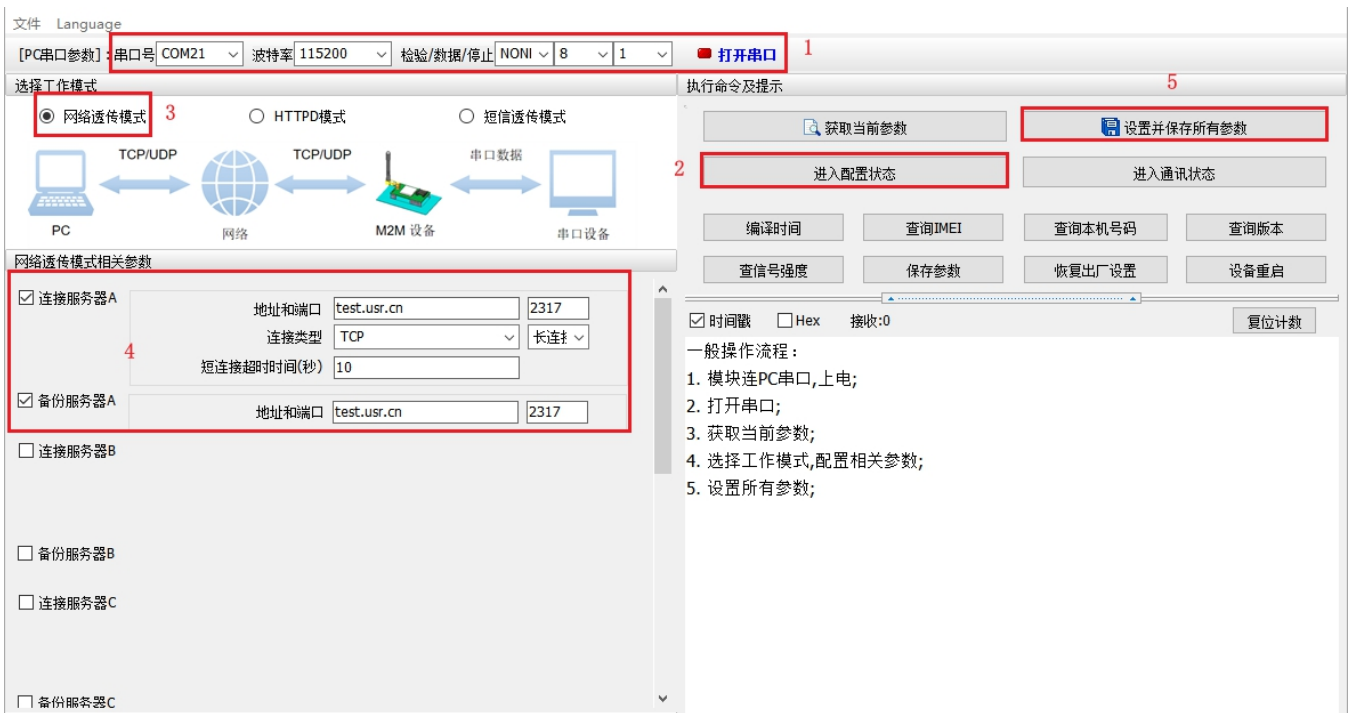 文件 Language
[PC串口参数]:串口号 COM21 波特率 115200 检验/数据/停止 NONI 8 1 打开串口 1
选择工作模式
网络透传模式 3 HTTPD模式 短信透传模式
TCP/UDP TCP/UDP 串口数据
PC 网络 M2M 设备 串口设备
网络透传模式相关参数
连接服务器A
地址和端口 test.usr.cn 2317
连接类型 TCP 长连接
4
短连接超时时间(秒) 10
备份服务器A
地址和端口 test.usr.cn 2317
连接服务器B
备份服务器B
连接服务器C
备份服务器C
执行命令及提示 5
获取当前参数 设置并保存所有参数
2 进入配置状态 进入通讯状态
编译时间 查询IMEI 查询本机号码 查询版本
查信号强度 保存参数 恢复出厂设置 设备重启
时间戳 Hex 接收:0 复位计数
一般操作流程:
1. 模块连PC串口,上电;
2. 打开串口;
3. 获取当前参数;
4. 选择工作模式,配置相关参数;
5. 设置所有参数;